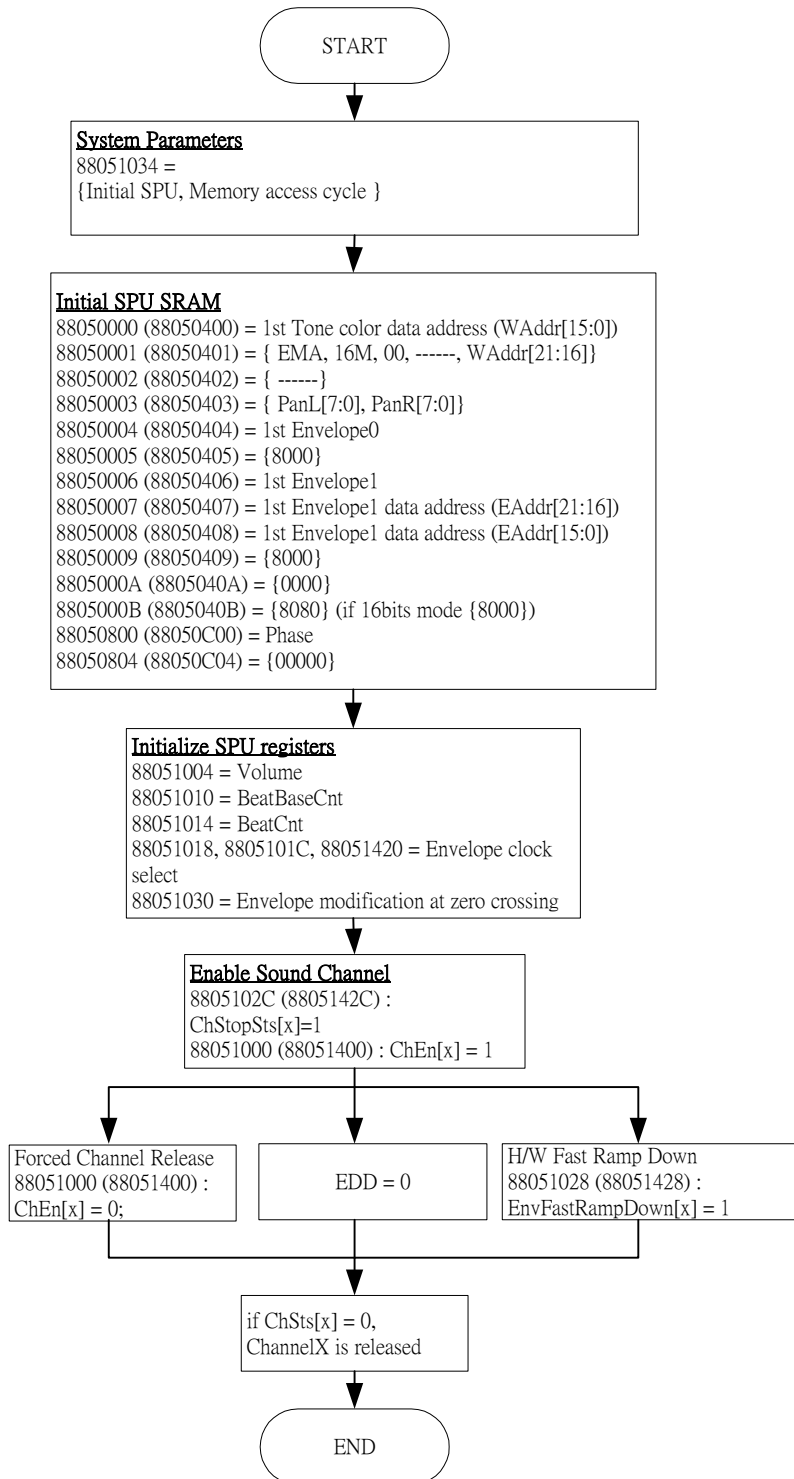 START
System Parameters
88051034 =
{Initial SPU, Memory access cycle }
Initial SPU SRAM
88050000 (88050400) = 1st Tone color data address (WAddr[15:0])
88050001 (88050401) = { EMA, 16M, 00, ------, WAddr[21:16]}
88050002 (88050402) = { ------}
88050003 (88050403) = { PanL[7:0], PanR[7:0]}
88050004 (88050404) = 1st Envelope0
88050005 (88050405) = {8000}
88050006 (88050406) = 1st Envelope1
88050007 (88050407) = 1st Envelope1 data address (EAddr[21:16])
88050008 (88050408) = 1st Envelope1 data address (EAddr[15:0])
88050009 (88050409) = {8000}
8805000A (8805040A) = {0000}
8805000B (8805040B) = {8080} (if 16bits mode {8000})
88050800 (88050C00) = Phase
88050804 (88050C04) = {00000}
Initialize SPU registers
88051004 = Volume
88051010 = BeatBaseCnt
88051014 = BeatCnt
88051018, 8805101C, 88051420 = Envelope clock
select
88051030 = Envelope modification at zero crossing
Enable Sound Channel
8805102C (8805142C) :
ChStopSts[x]=1
88051000 (88051400) : ChEn[x] = 1
Forced Channel Release
88051000 (88051400) :
ChEn[x] = 0;
EDD = 0
H/W Fast Ramp Down
88051028 (88051428) :
EnvFastRampDown[x] = 1
if ChSts[x] = 0,
ChannelX is released
END